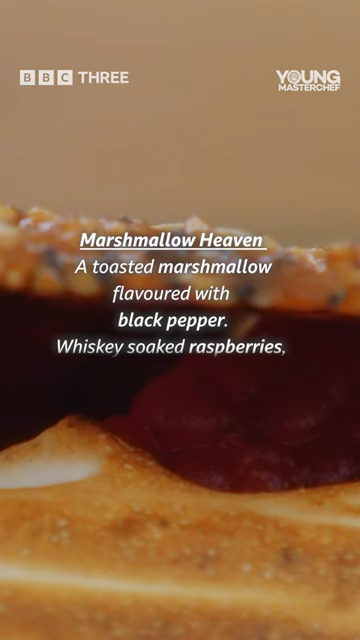 BBC THREE
YOUNG
MASTERCHEF
Marshmallow Heaven
A toasted marshmallow
flavoured with
black pepper.
Whiskey soaked raspberries,